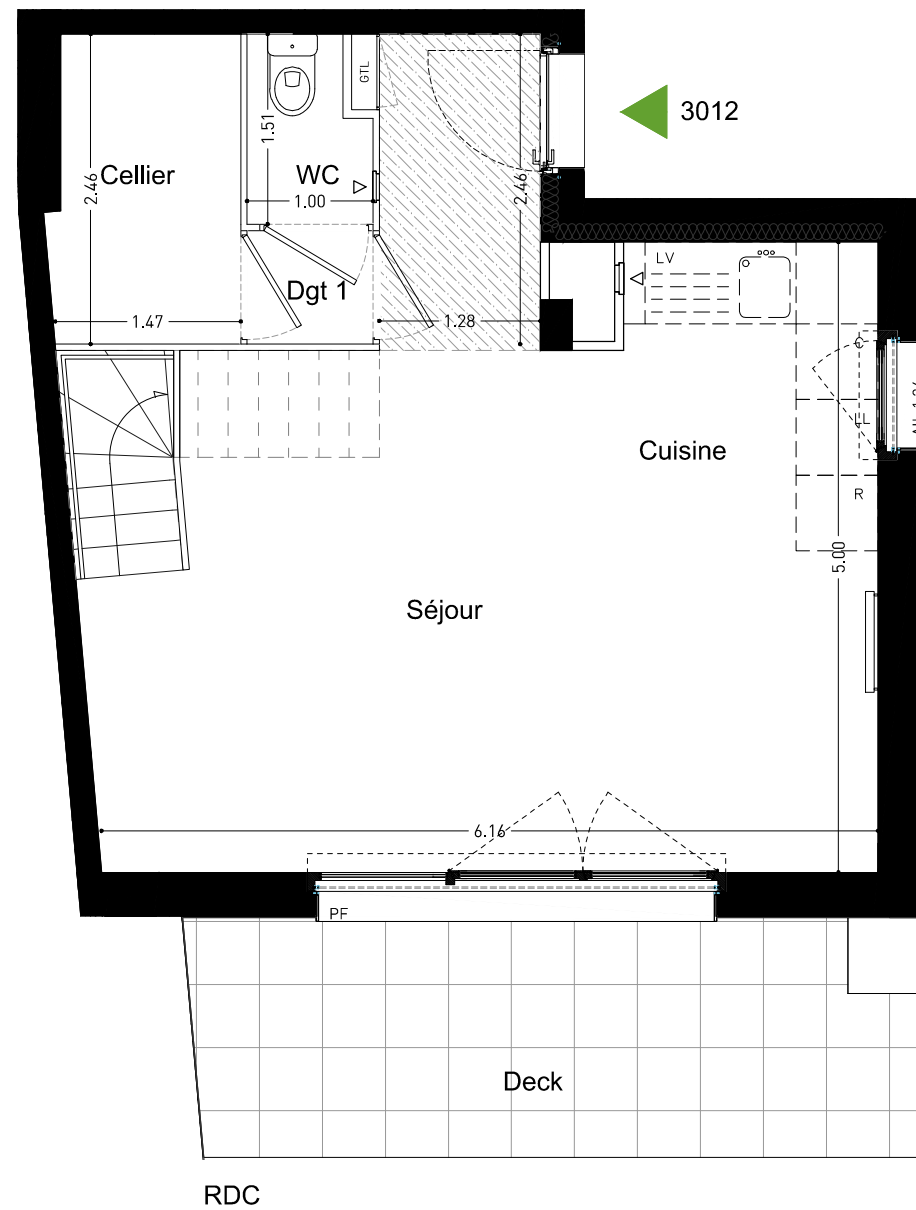 GTL
3012
1.51
Cellier
WC
2.46
1.00
2.46
LV
Dgt 1
1.47
1.28
LL
Cuisine
R
5.00
Séjour
6.16
PF
Deck
RDC